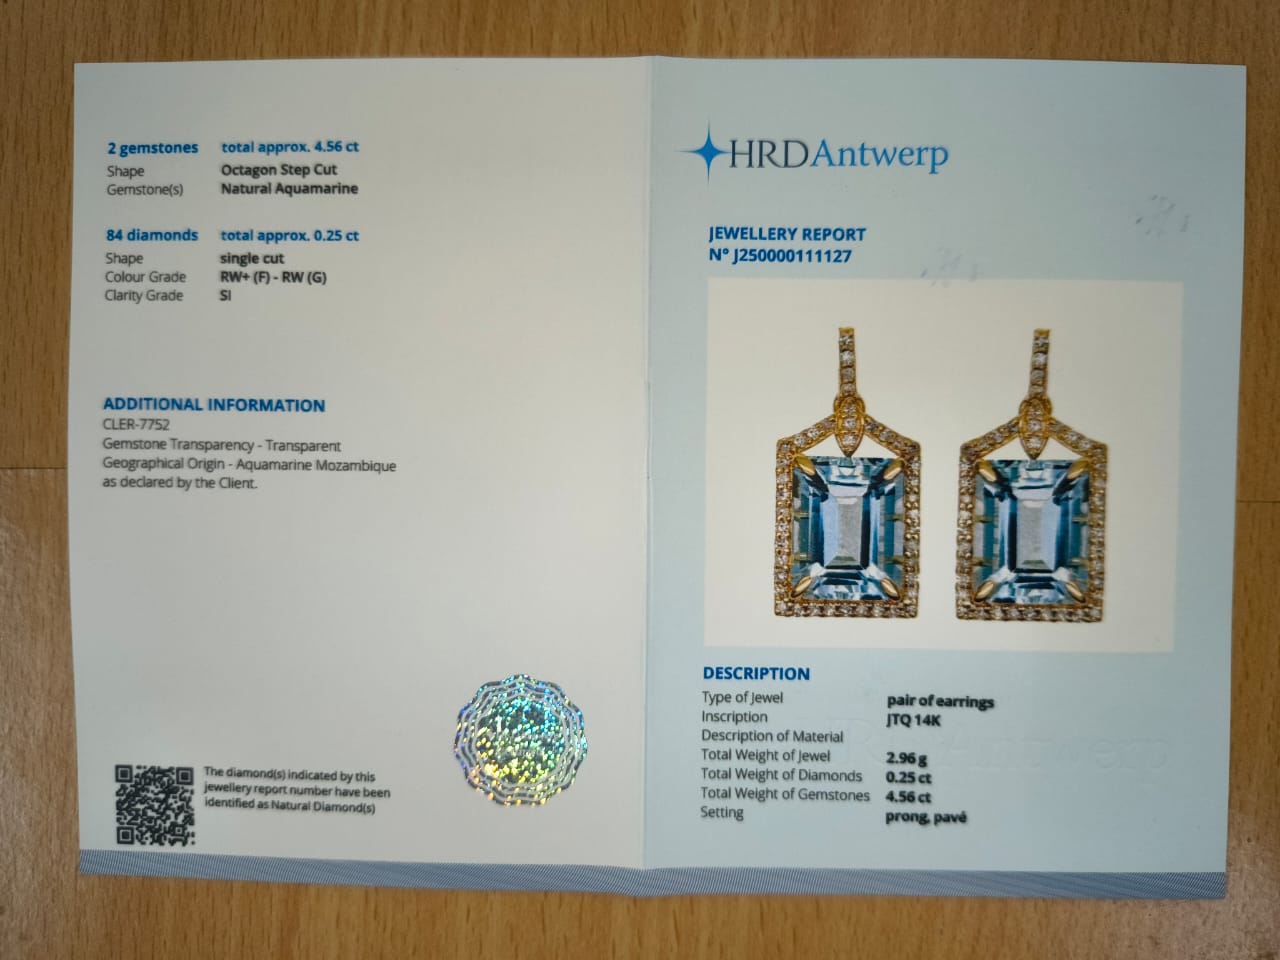 2 gemstones total approx. 4.56 ct
Shape Octagon Step Cut
Gemstone(s) Natural Aquamarine
84 diamonds total approx. 0.25 ct
Shape single cut
Colour Grade RW+ (F) - RW (G)
Clarity Grade SI
ADDITIONAL INFORMATION
CLER-7752
Gemstone Transparency - Transparent
Geographical Origin - Aquamarine Mozambique
as declared by the Client.
The diamond(s) indicated by this
jewellery report number have been
identified as Natural Diamond(s)
HRDAntwerp
JEWELLERY REPORT
N° J250000111127
DESCRIPTION
Type of Jewel pair of earrings
Inscription JTQ 14K
Description of Material
Total Weight of Jewel 2.96 g
Total Weight of Diamonds 0.25 ct
Total Weight of Gemstones 4.56 ct
Setting prong, pavé
HRD Antwerp